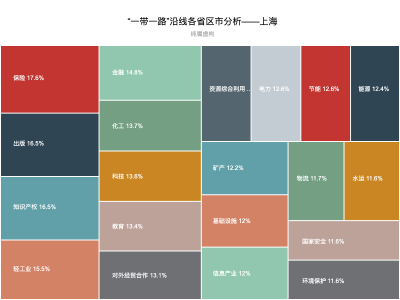 “一带一路”沿线各省区市分析——上海
纯属虚构
保险 17.6%
出版 16.5%
知识产权 16.5%
轻工业 15.5%
金融 14.8%
化工 13.7%
科技 13.6%
教育 13.4%
对外经营合作 13.1%
资源综合利用 ...
电力 12.6%
节能 12.6%
能源 12.4%
矿产 12.2%
基础设施 12%
信息产业 12%
物流 11.7%
水运 11.6%
国家安全 11.6%
环境保护 11.6%